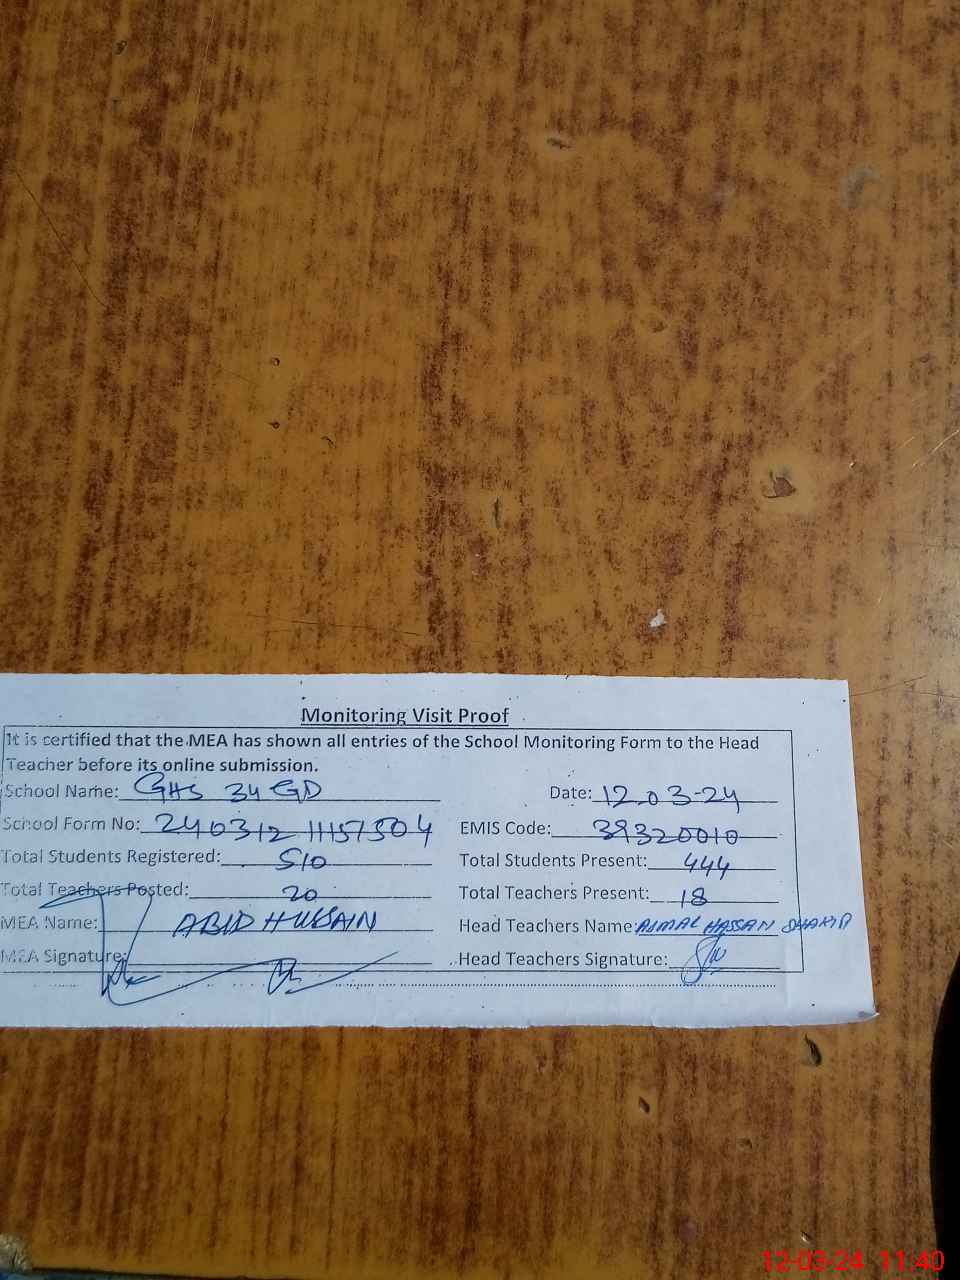 Monitoring Visit Proof
It is certified that the MEA has shown all entries of the School Monitoring Form to the Head
Teacher before its online submission.
School Name: GHS 34 GD Date: 12-03-24
School Form No: 240312 11157504 EMIS Code: 39320010
Total Students Registered: 510 Total Students Present: 444
Total Teachers Posted: 20 Total Teachers Present: 18
MEA Name: ABID HUSSAIN Head Teachers Name: AJMAL HASSAN
MEA Signature: Head Teachers Signature:
12-03-24 11:40